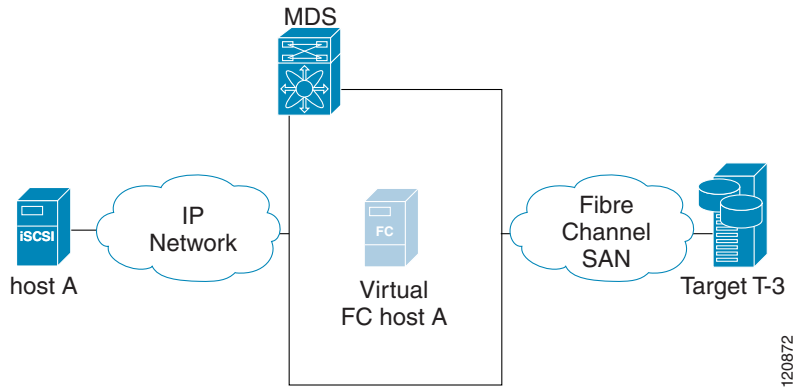 MDS
iSCSI
host A
IP
Network
FC
Virtual
FC host A
Fibre
Channel
SAN
Target T-3
120872